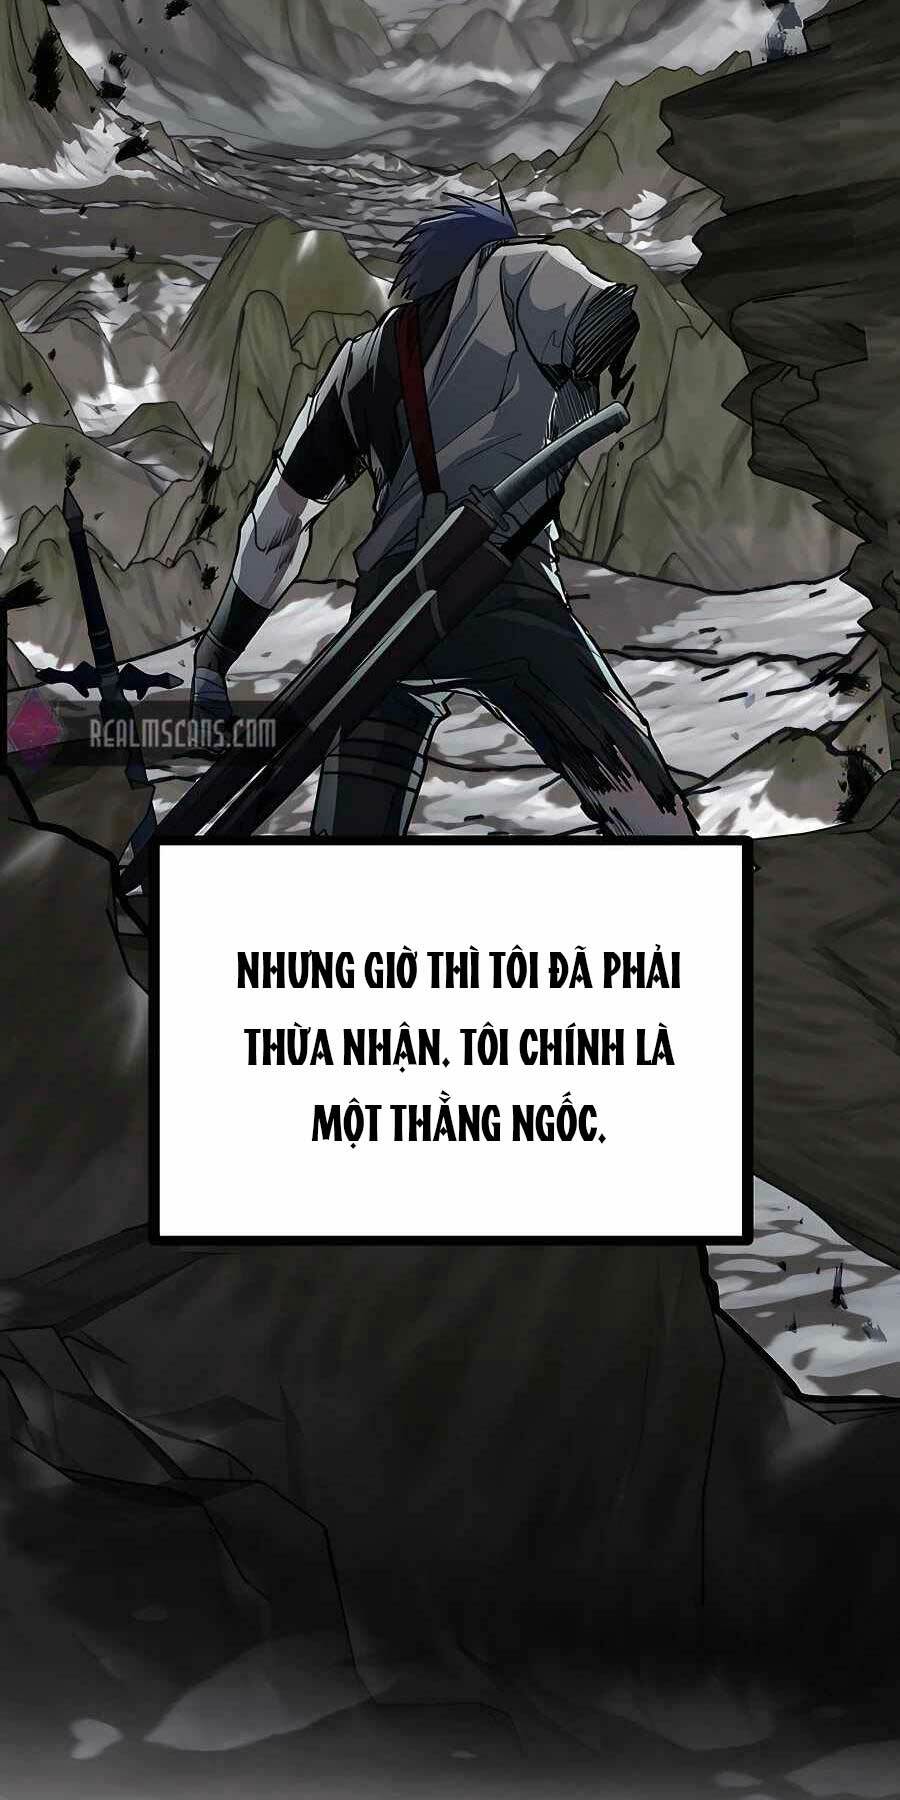 REALMSCANS.COM
NHƯNG GIỜ THÌ TÔI ĐÃ PHẢI
THỪA NHẬN. TÔI CHÍNH LÀ
MỘT THẰNG NGỐC.